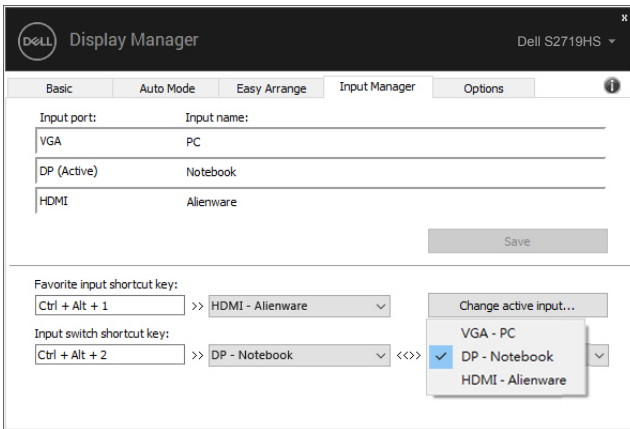 x
DELL Display Manager Dell S2719HS
Basic Auto Mode Easy Arrange Input Manager Options i
Input port: Input name:
VGA PC
DP (Active) Notebook
HDMI Alienware
Save
Favorite input shortcut key:
Ctrl + Alt + 1 >> HDMI - Alienware Change active input...
Input switch shortcut key:
VGA - PC
Ctrl + Alt + 2 >> DP - Notebook <<>> DP - Notebook
HDMI - Alienware